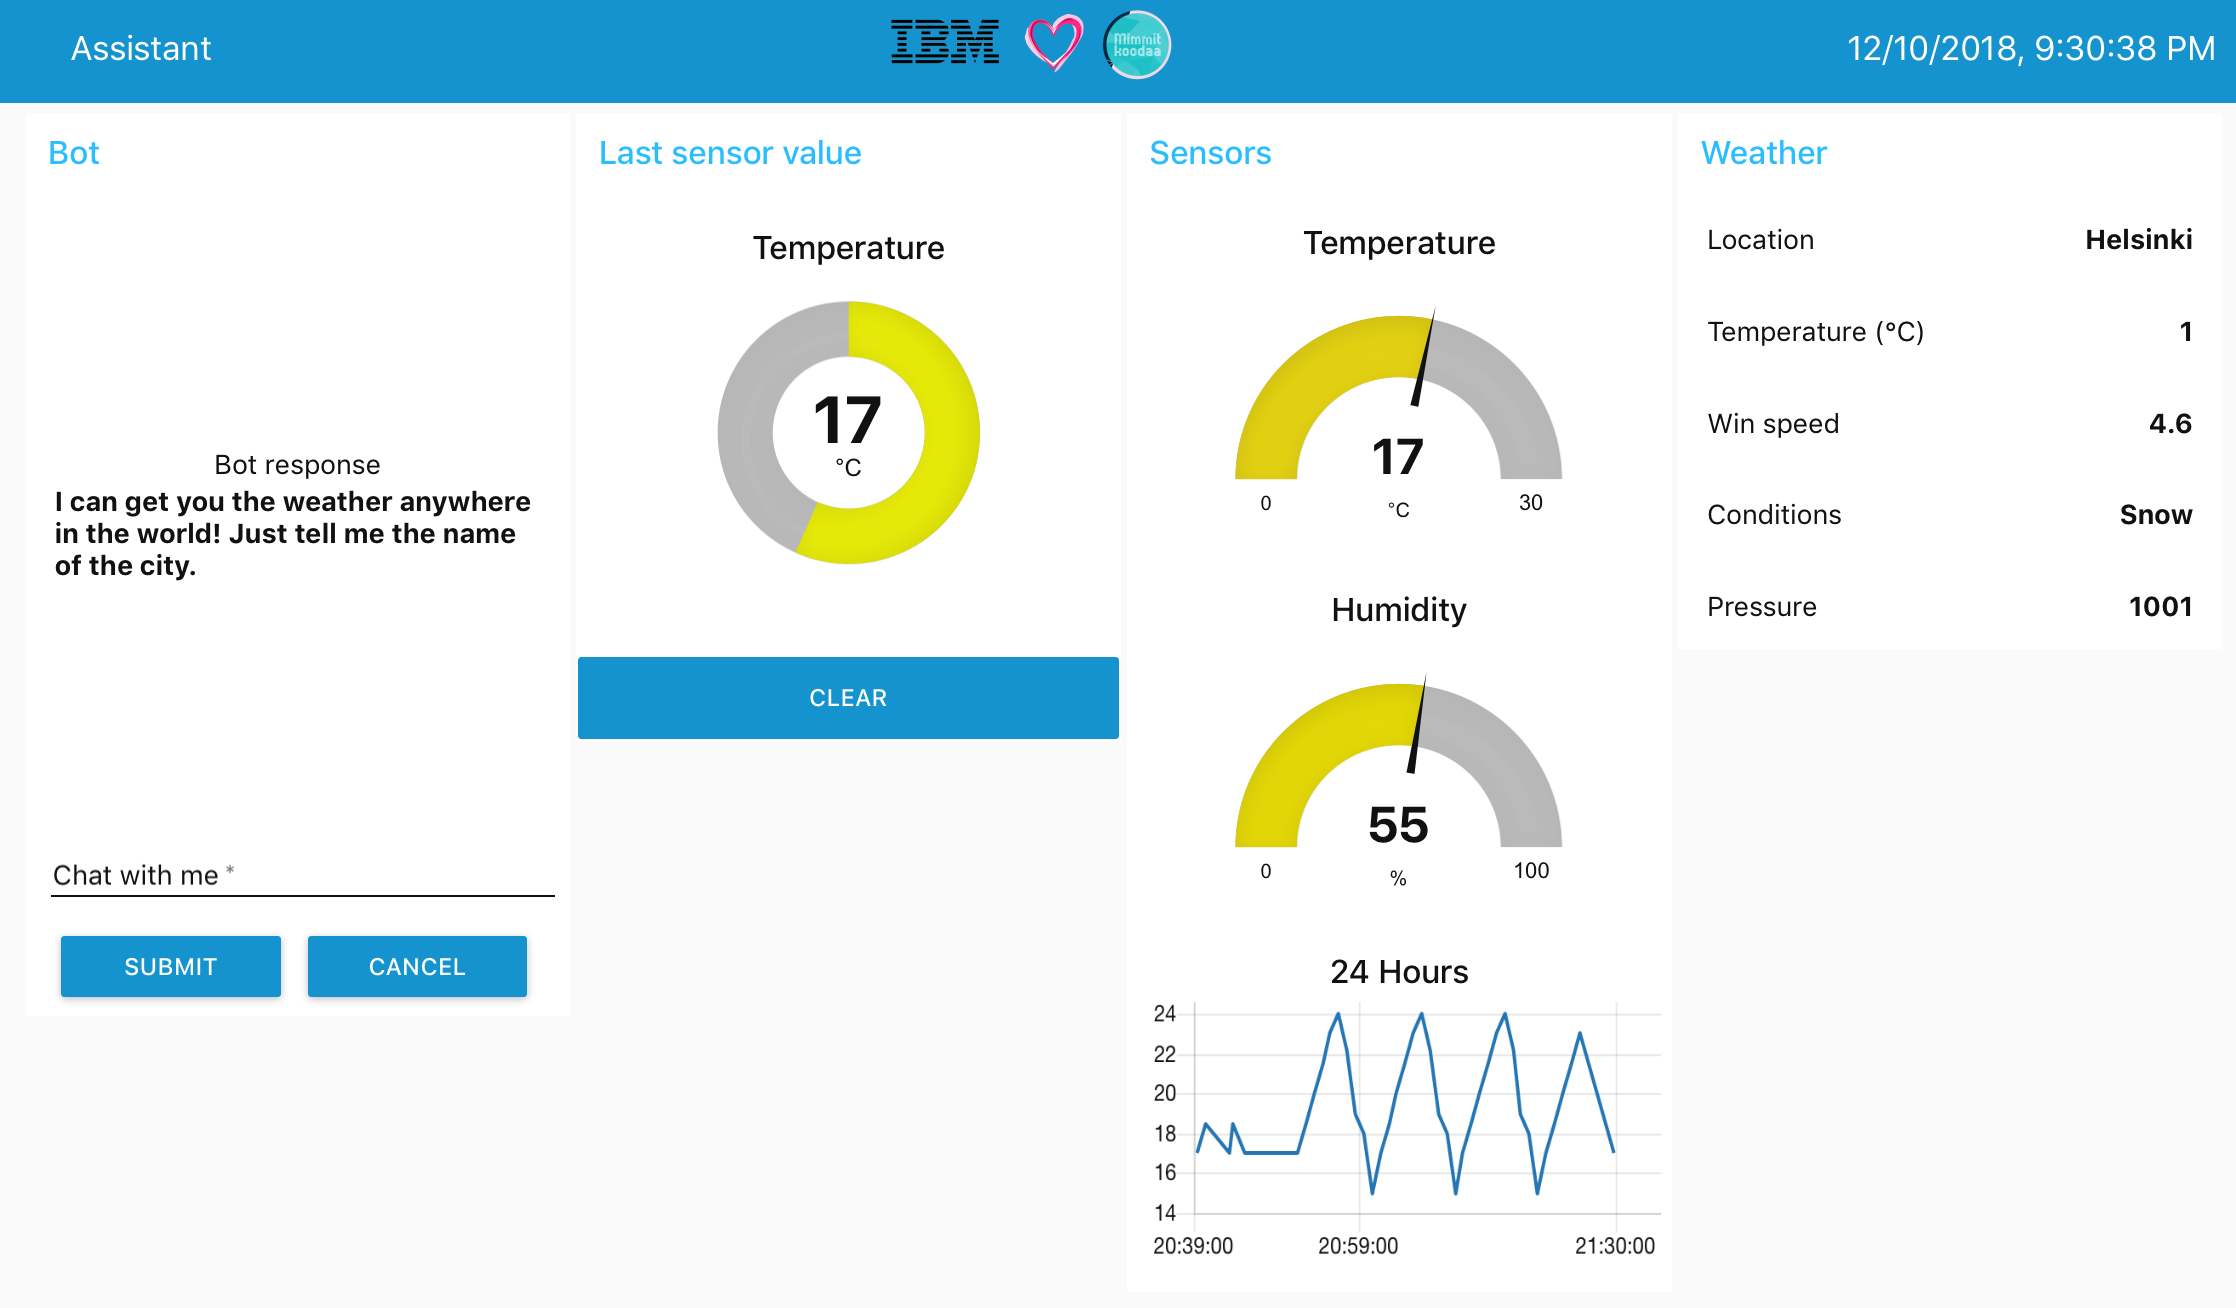 Assistant
IBM
Mimmit
koodaa
12/10/2018, 9:30:38 PM
Bot
Bot response
I can get you the weather anywhere
in the world! Just tell me the name
of the city.
Chat with me *
SUBMIT
CANCEL
Last sensor value
Temperature
17
°C
CLEAR
Sensors
Temperature
17
0
°C
30
Humidity
55
0
%
100
24 Hours
24
22
20
18
16
14
20:39:00
20:59:00
21:30:00
Weather
Location Helsinki
Temperature (°C) 1
Win speed 4.6
Conditions Snow
Pressure 1001